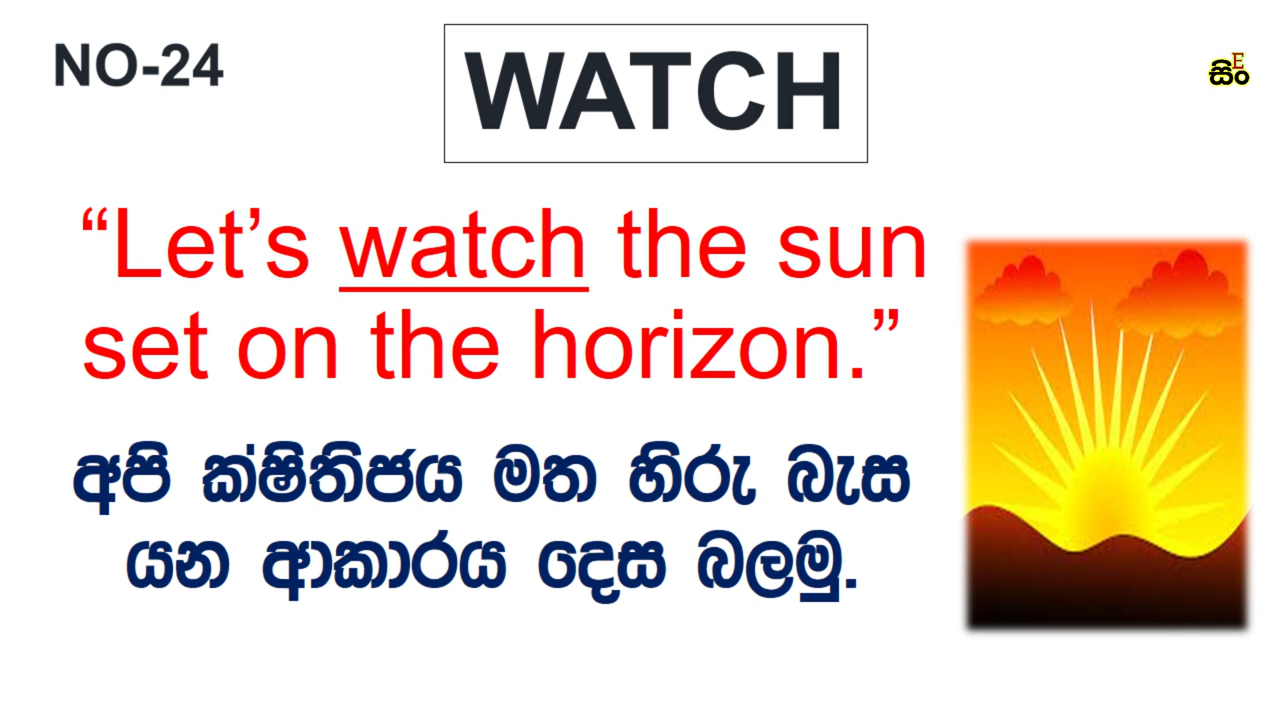 NO-24
WATCH
සිං
E
“Let’s watch the sun
set on the horizon.”
අපි ක්ෂිතිජය මත හිරු බැස
යන ආකාරය දෙස බලමු.